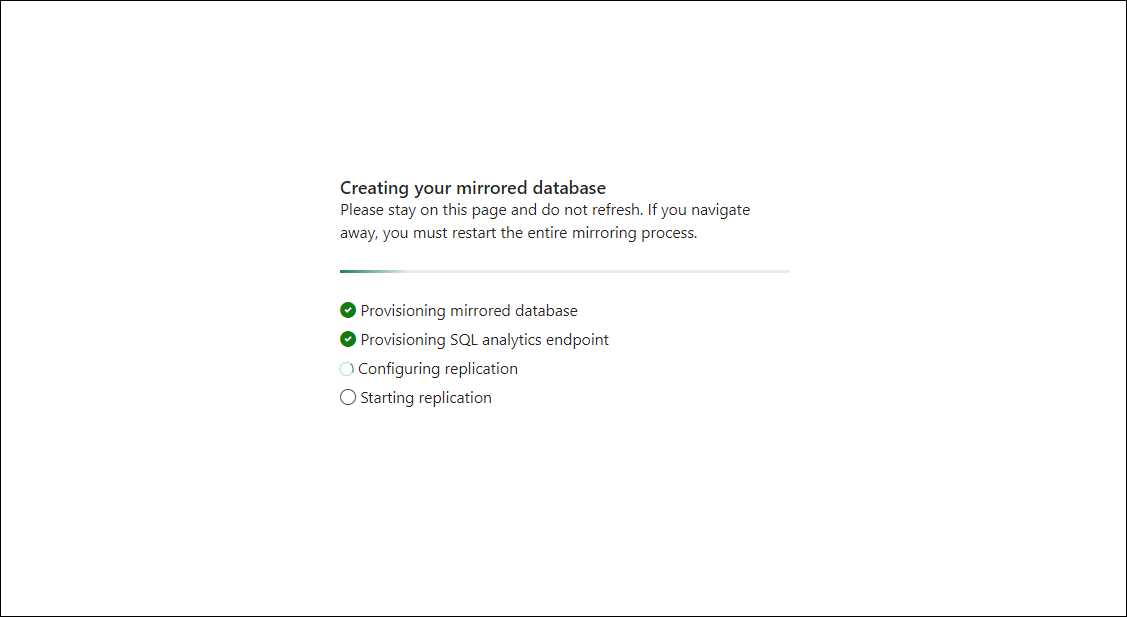 Creating your mirrored database
Please stay on this page and do not refresh. If you navigate
away, you must restart the entire mirroring process.
Provisioning mirrored database
Provisioning SQL analytics endpoint
Configuring replication
Starting replication